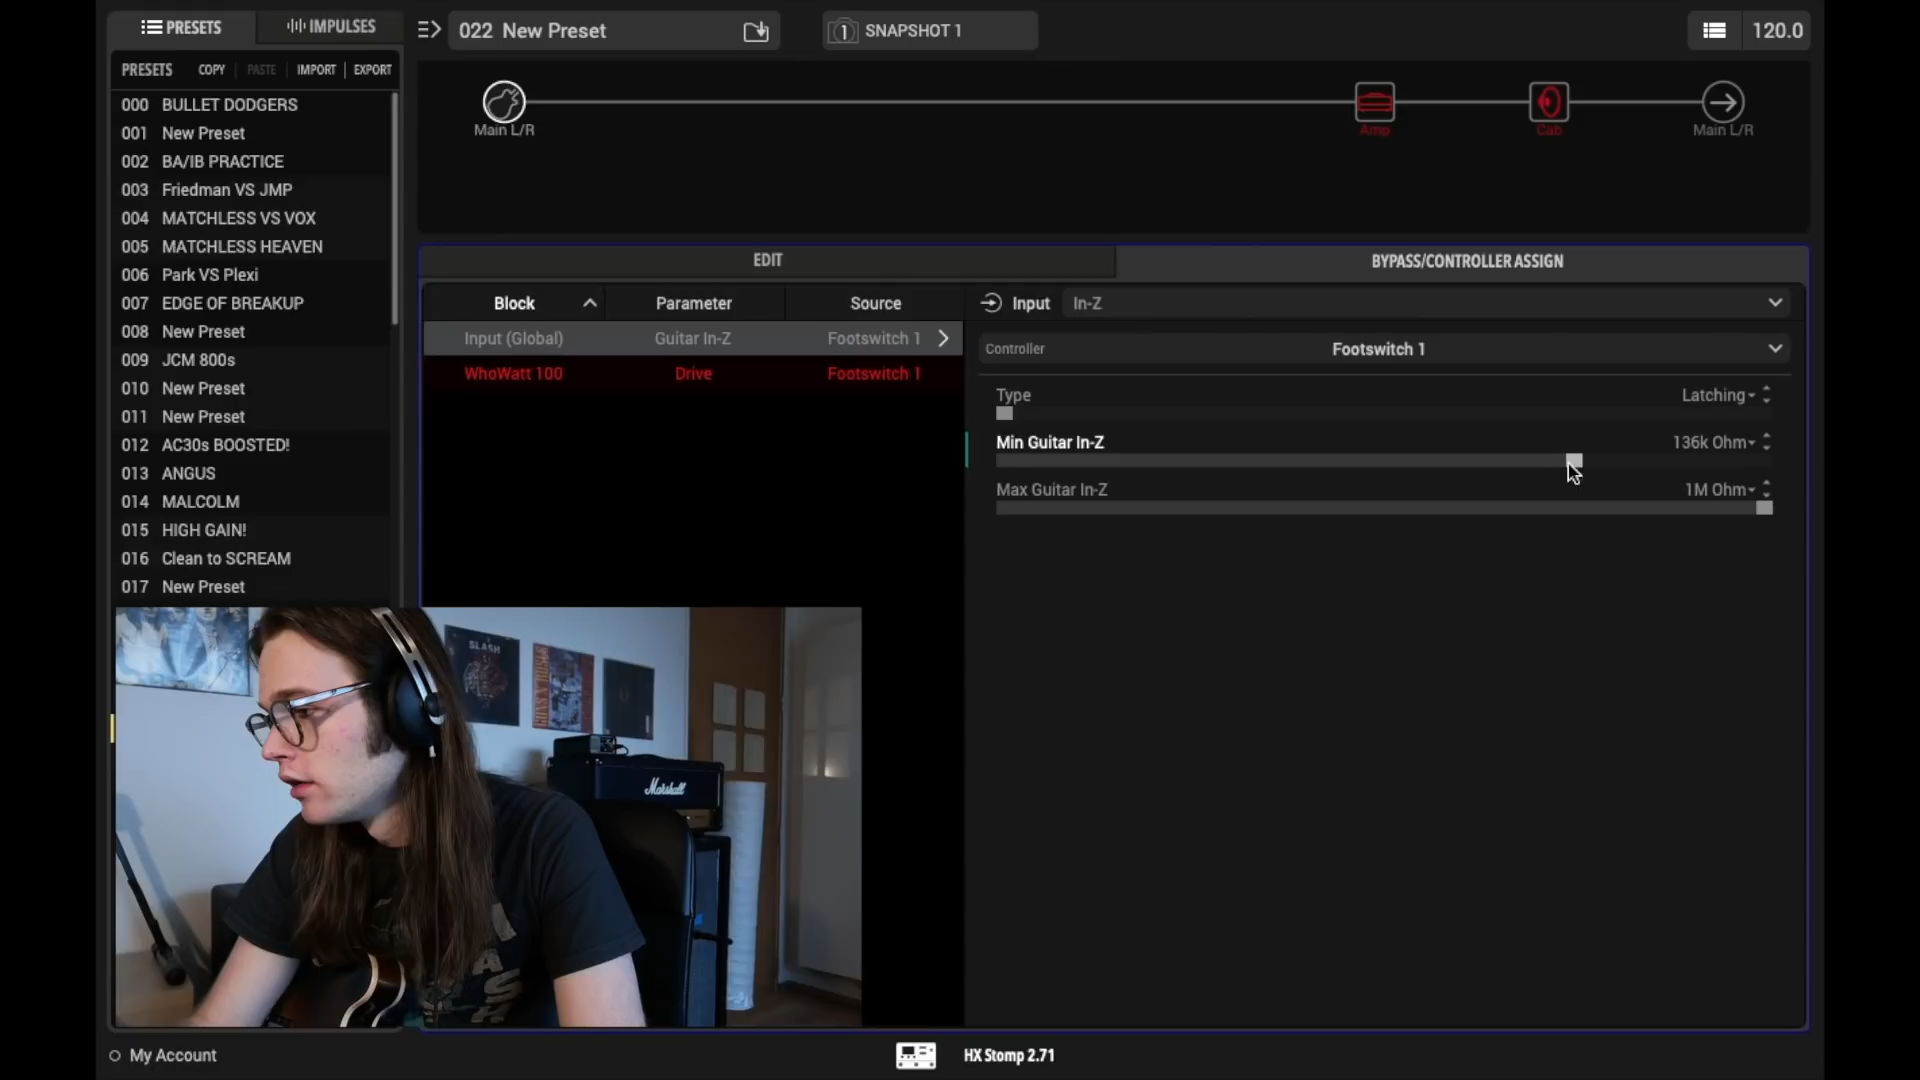 PRESETS
IMPULSES
022 New Preset
1 SNAPSHOT 1
120.0
PRESETS COPY PASTE IMPORT EXPORT
000 BULLET DODGERS
001 New Preset
002 BA/IB PRACTICE
003 Friedman VS JMP
004 MATCHLESS VS VOX
005 MATCHLESS HEAVEN
006 Park VS Plexi
007 EDGE OF BREAKUP
008 New Preset
009 JCM 800s
010 New Preset
011 New Preset
012 AC30s BOOSTED!
013 ANGUS
014 MALCOLM
015 HIGH GAIN!
016 Clean to SCREAM
017 New Preset
Main L/R
Amp
Cab
Main L/R
EDIT
BYPASS/CONTROLLER ASSIGN
Block Parameter Source
Input (Global) Guitar In-Z Footswitch 1
WhoWatt 100 Drive Footswitch 1
Input In-Z
Controller Footswitch 1
Type Latching
Min Guitar In-Z 136k Ohm
Max Guitar In-Z 1M Ohm
SLASH
GUNS N' ROSES
Marshall
My Account
HX Stomp 2.71